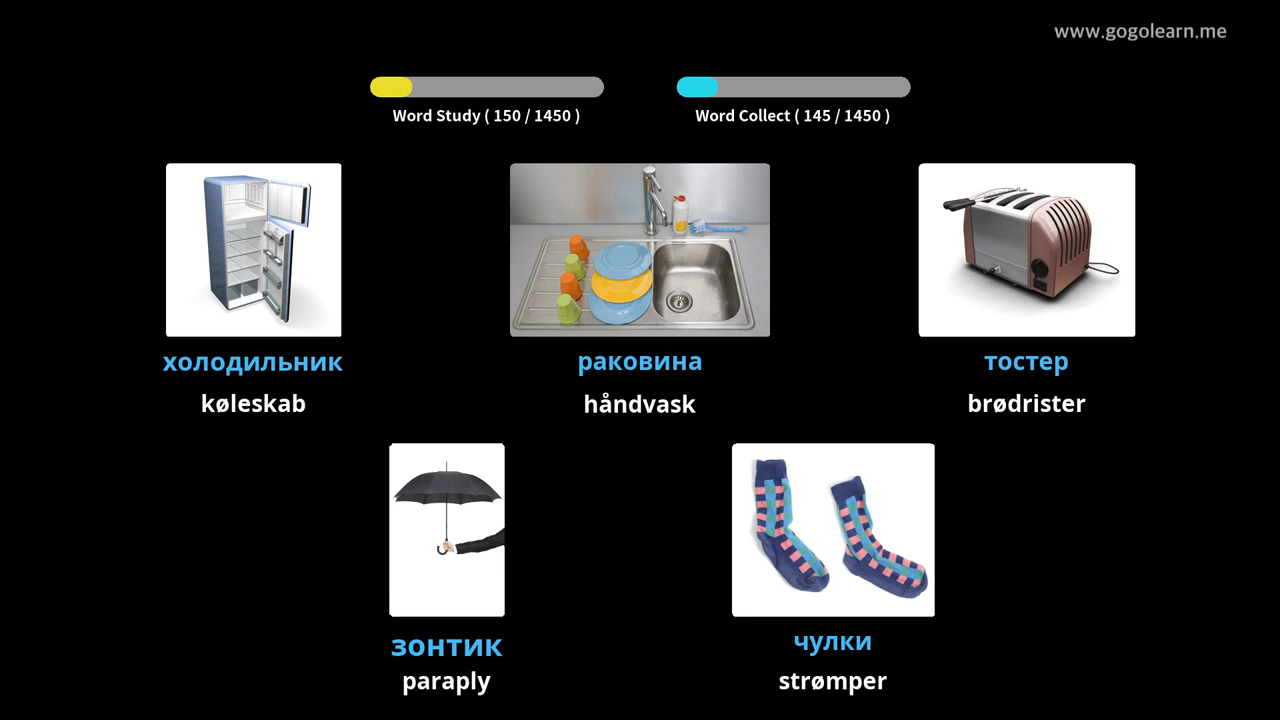 www.gogolearn.me
Word Study ( 150 / 1450 )
Word Collect ( 145 / 1450 )
холодильник
раковина
тостер
køleskab
håndvask
brødrister
зонтик
чулки
paraply
strømper